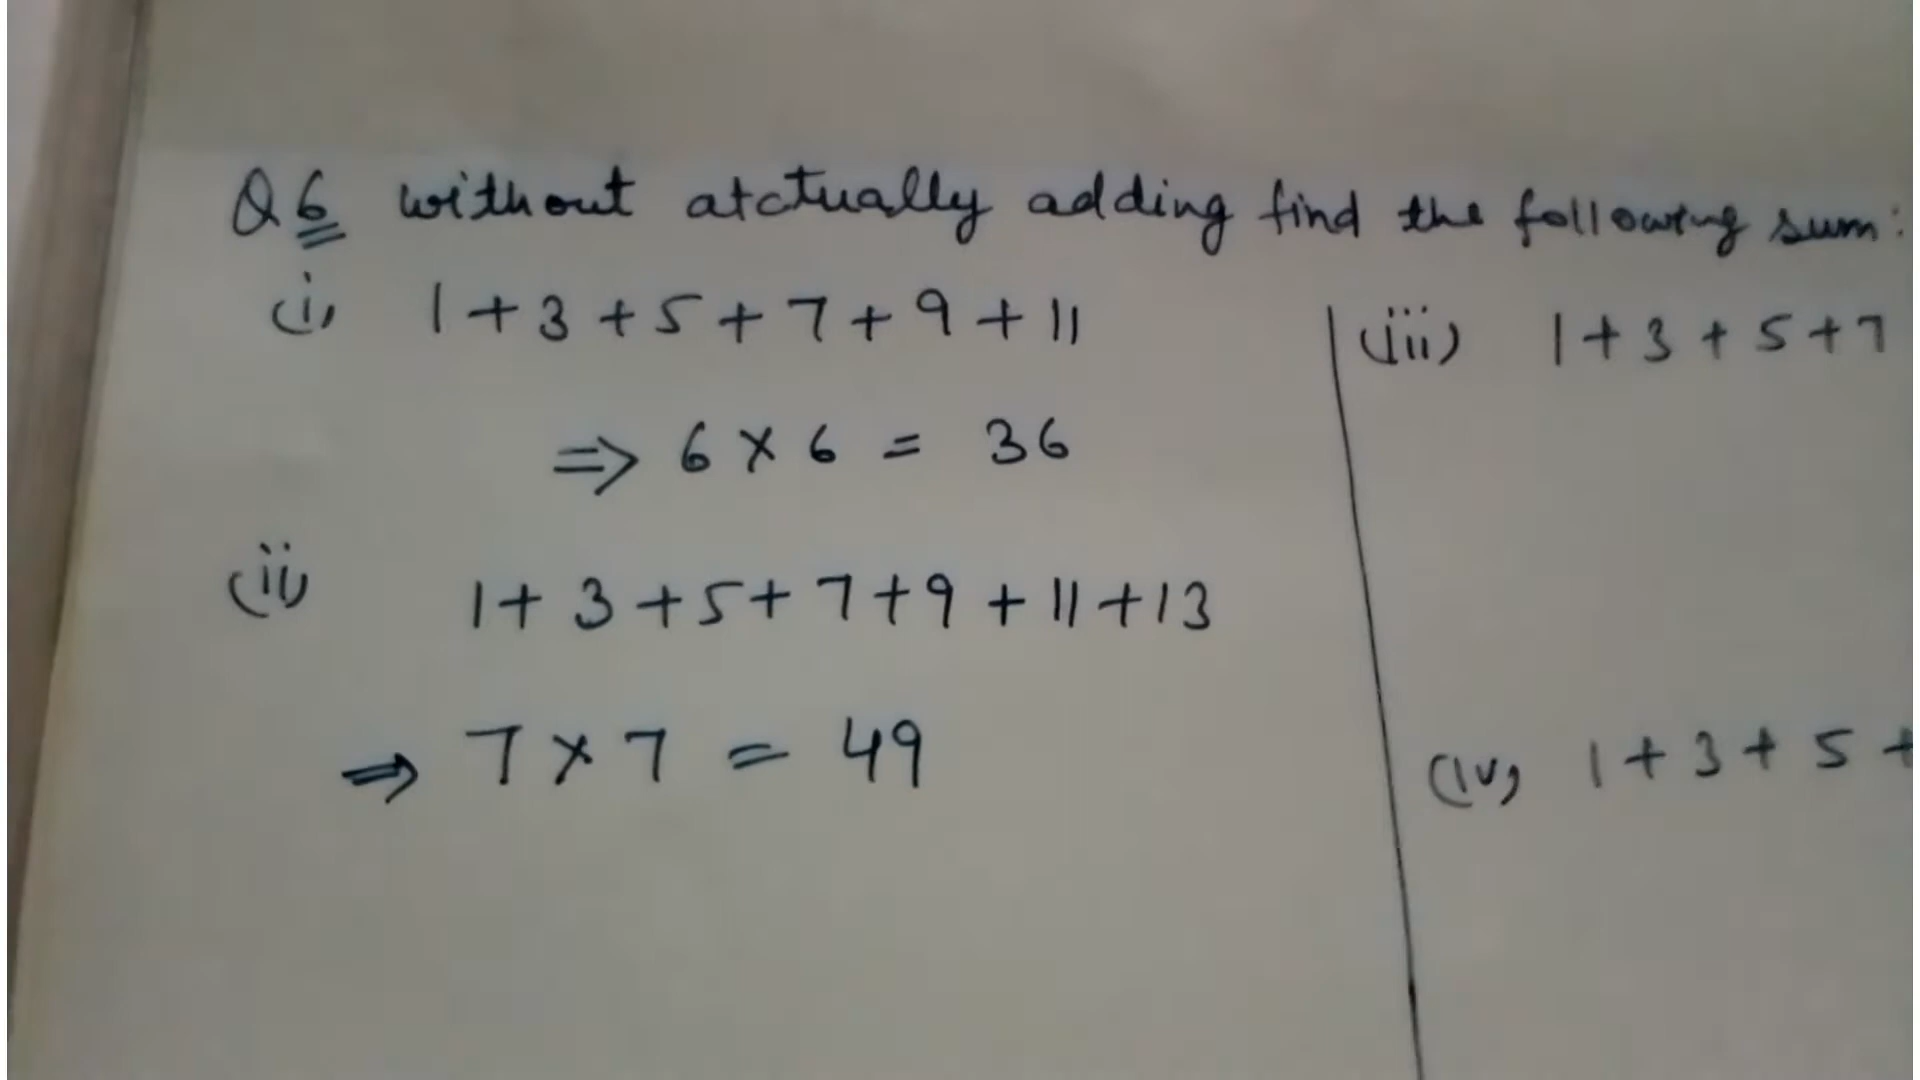 Q6 without atctually adding find the following sum:
(i) 1+3+5+7+9+11
⇒ 6×6 = 36
(ii) 1+3+5+7+9+11+13
⇒ 7×7 = 49
(iii) 1+3+5+7
(iv) 1+3+5+